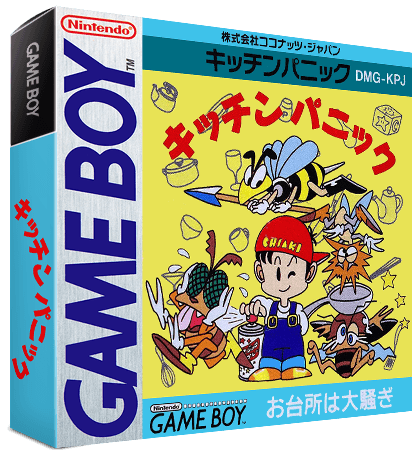 Nintendo
GAME BOY
TM
GAME BOY
キッチンパニック
株式会社ココナッツ・ジャパン
キッチンパニック DMG-KPJ
キッチンパニック
CHIAKI
Nintendo
GAME BOY
TM
お台所は大騒ぎ